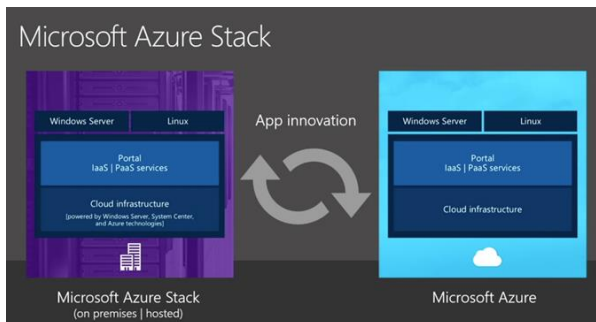 Microsoft Azure Stack
Windows Server
Linux
Portal
IaaS | PaaS services
Cloud infrastructure
(powered by Windows Server, System Center,
and Azure technologies)
Microsoft Azure Stack
(on premises | hosted)
App innovation
Windows Server
Linux
Portal
IaaS | PaaS services
Cloud infrastructure
Microsoft Azure